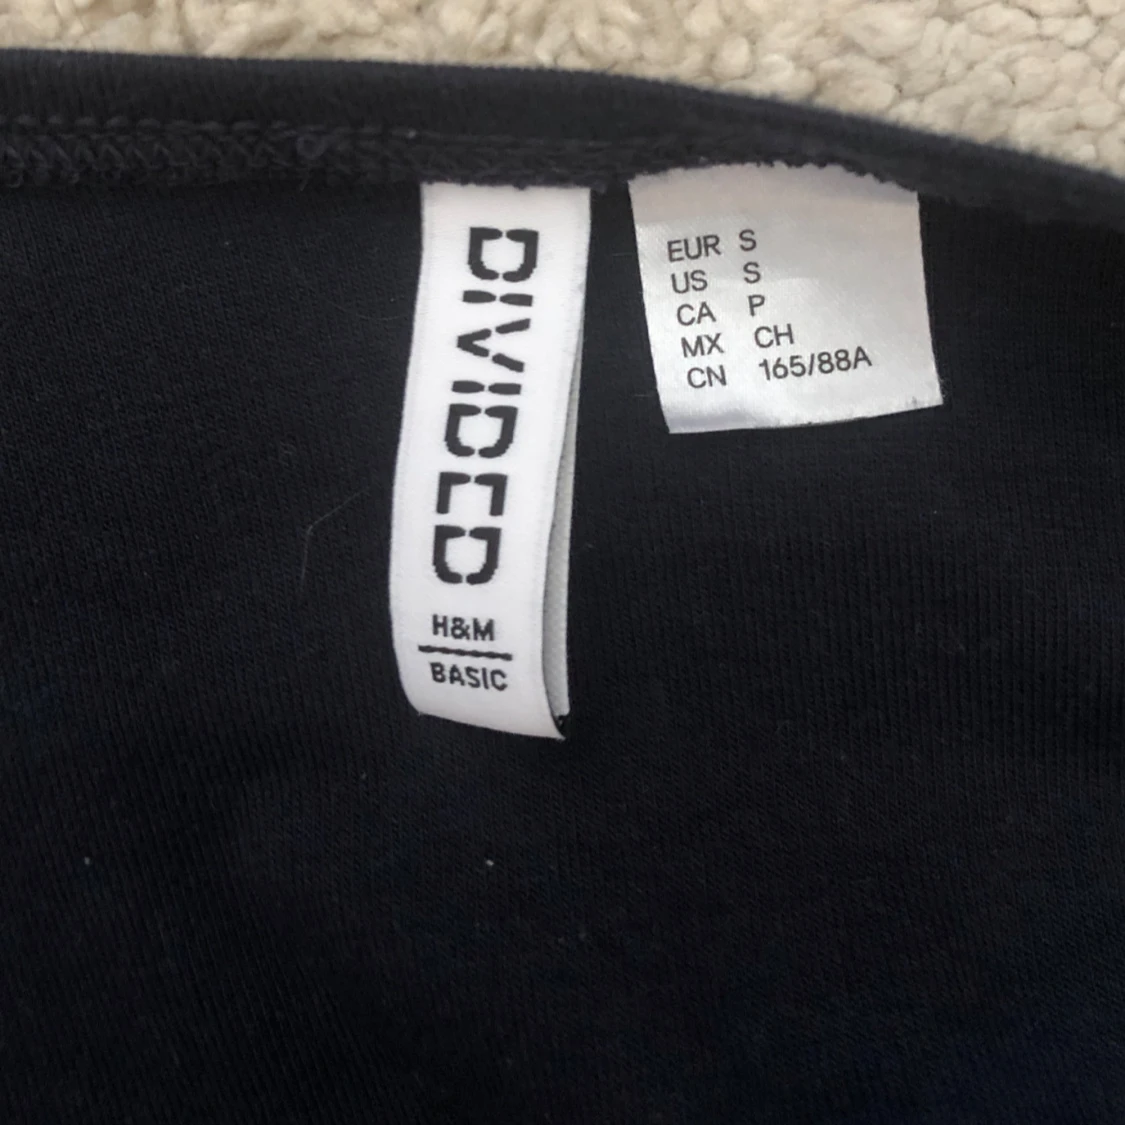 DIVIDED
H&M
BASIC
EUR S
US S
CA P
MX CH
CN 165/88A